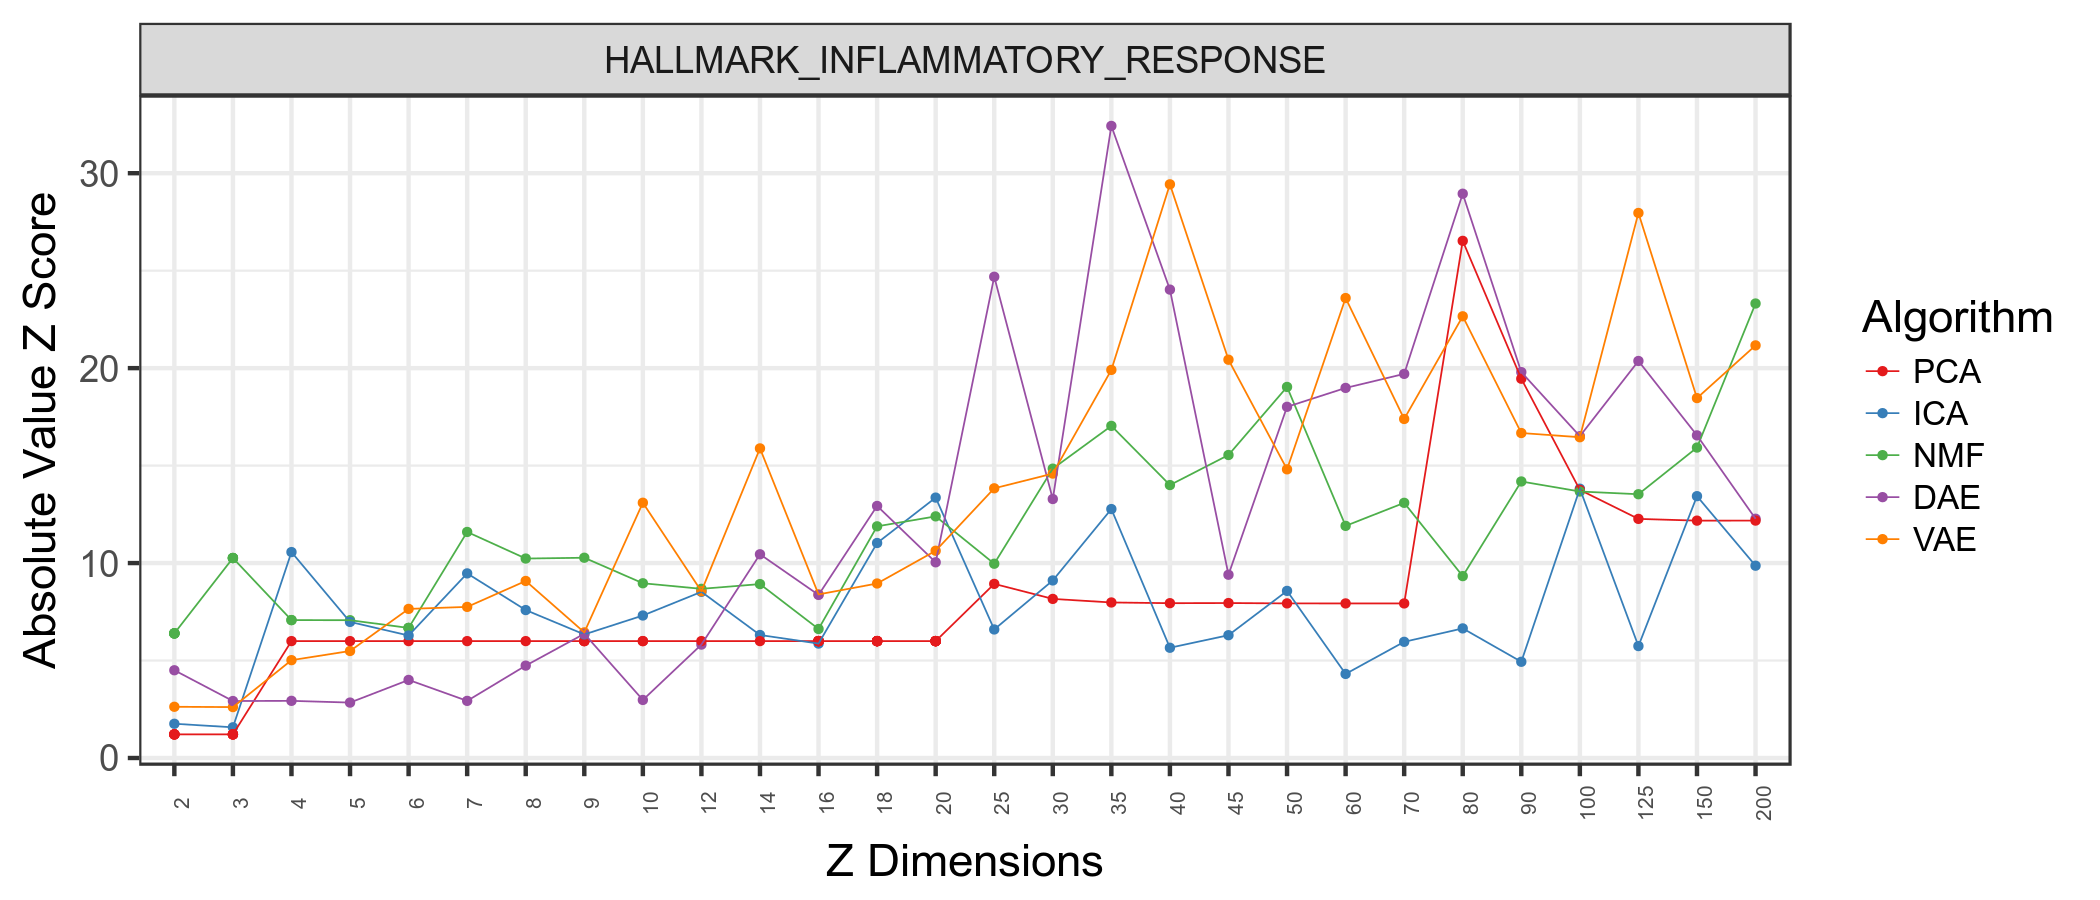 HALLMARK_INFLAMMATORY_RESPONSE
Absolute Value Z Score
30
20
10
0
2 3 4 5 6 7 8 9 10 12 14 16 18 20 25 30 35 40 45 50 60 70 80 90 100 125 150 200
Z Dimensions
Algorithm
PCA
ICA
NMF
DAE
VAE